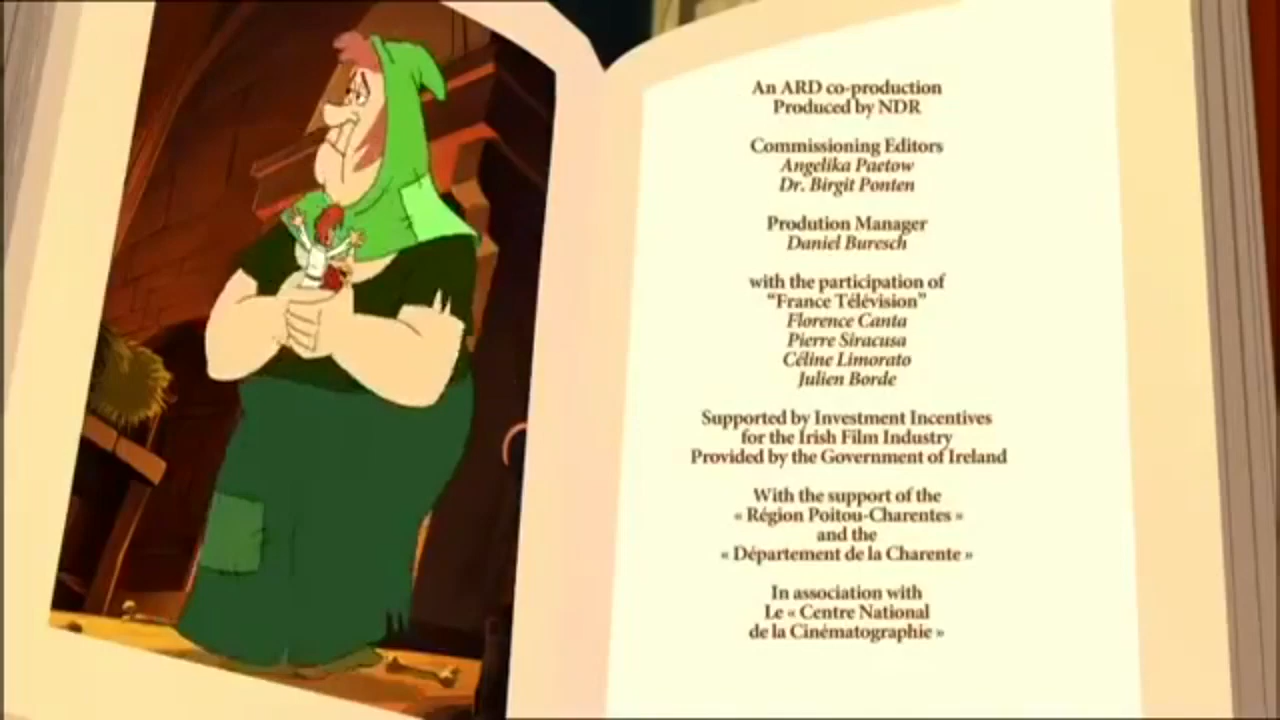 An ARD co-production
Produced by NDR
Commissioning Editors
Angelika Paetow
Dr. Birgit Ponten
Prodution Manager
Daniel Buresch
with the participation of
“France Télévision”
Florence Canta
Pierre Siracusa
Céline Limorato
Julien Borde
Supported by Investment Incentives
for the Irish Film Industry
Provided by the Government of Ireland
With the support of the
« Région Poitou-Charentes »
and the
« Département de la Charente »
In association with
Le « Centre National
de la Cinématographie »